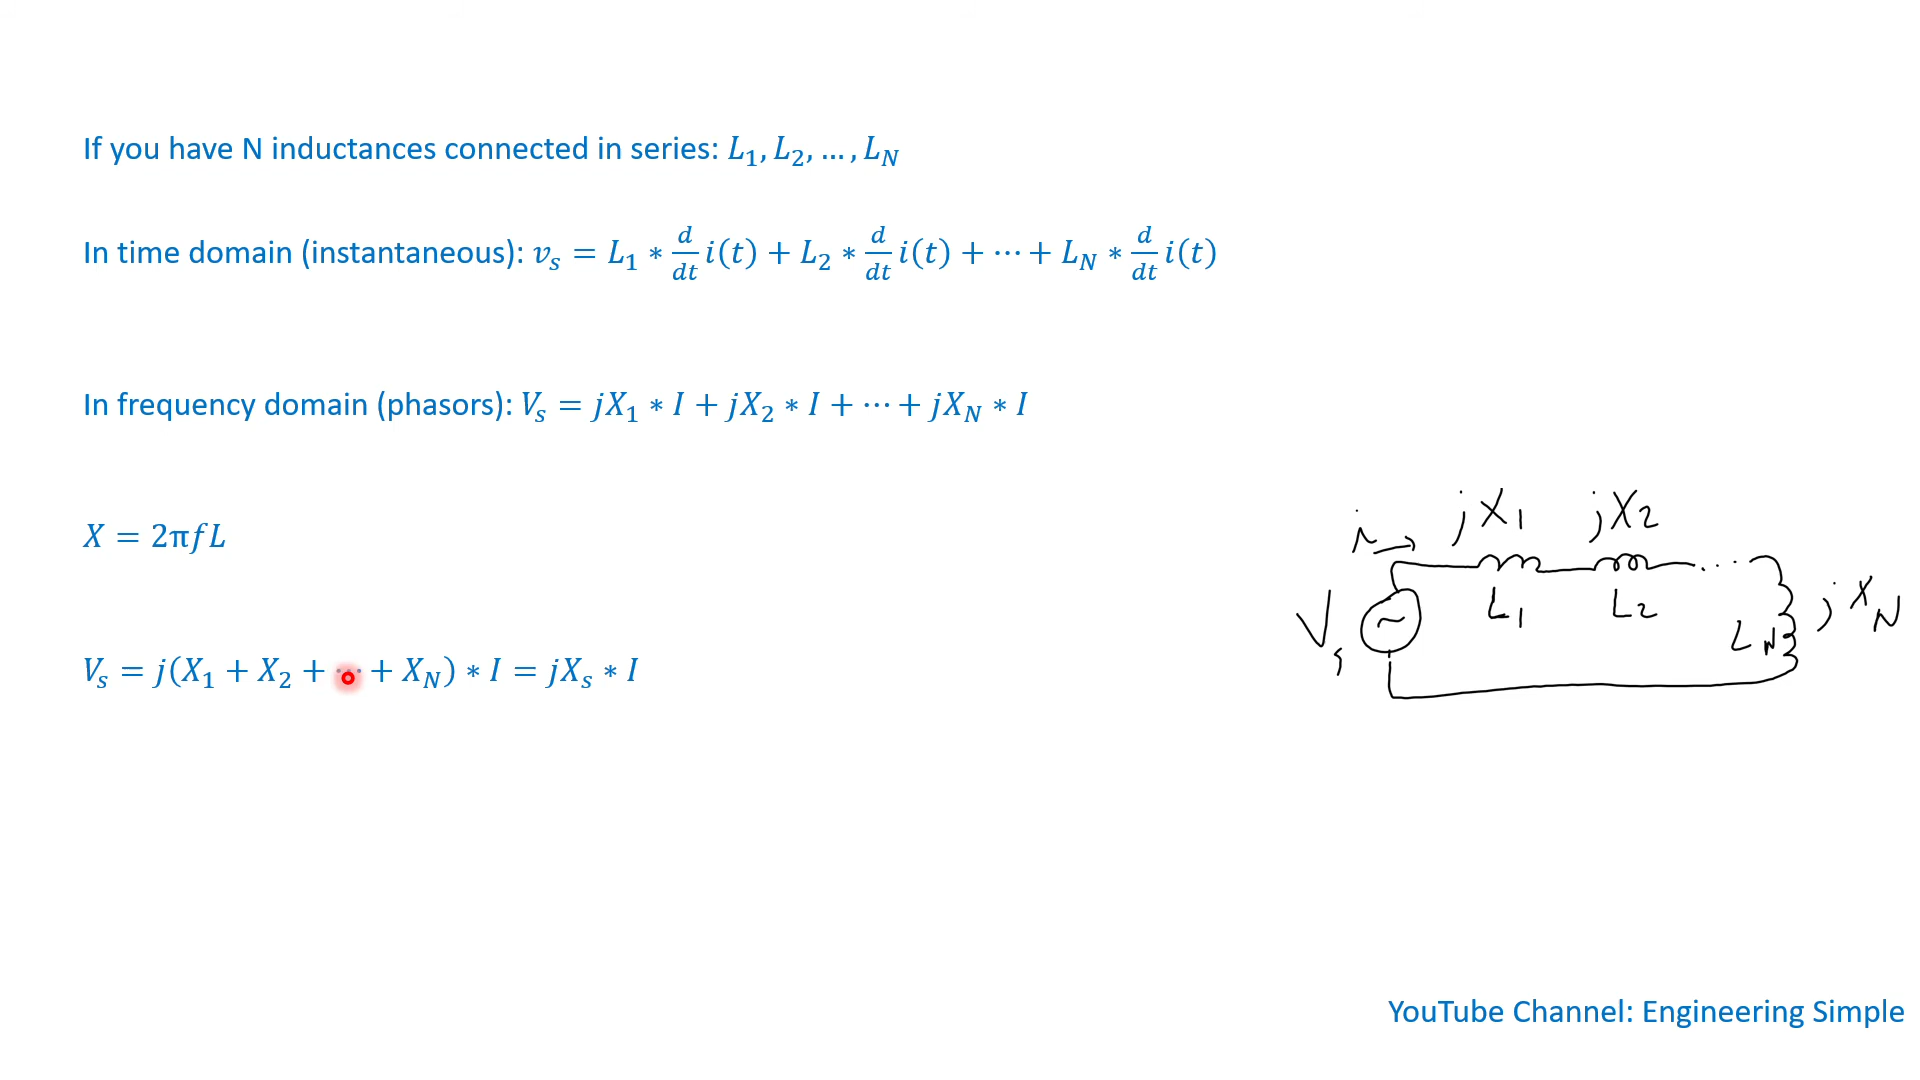 If you have N inductances connected in series: L₁, L₂, …, L_N
In time domain (instantaneous): v_s = L₁ * d/dt i(t) + L₂ * d/dt i(t) + ⋯ + L_N * d/dt i(t)
In frequency domain (phasors): V_s = jX₁ * I + jX₂ * I + ⋯ + jX_N * I
X = 2πfL
V_s = j(X₁ + X₂ + ⋯ + X_N) * I = jX_s * I
jX₁ jX₂
i
V_s ~ L₁ L₂ L_N jX_N
YouTube Channel: Engineering Simple